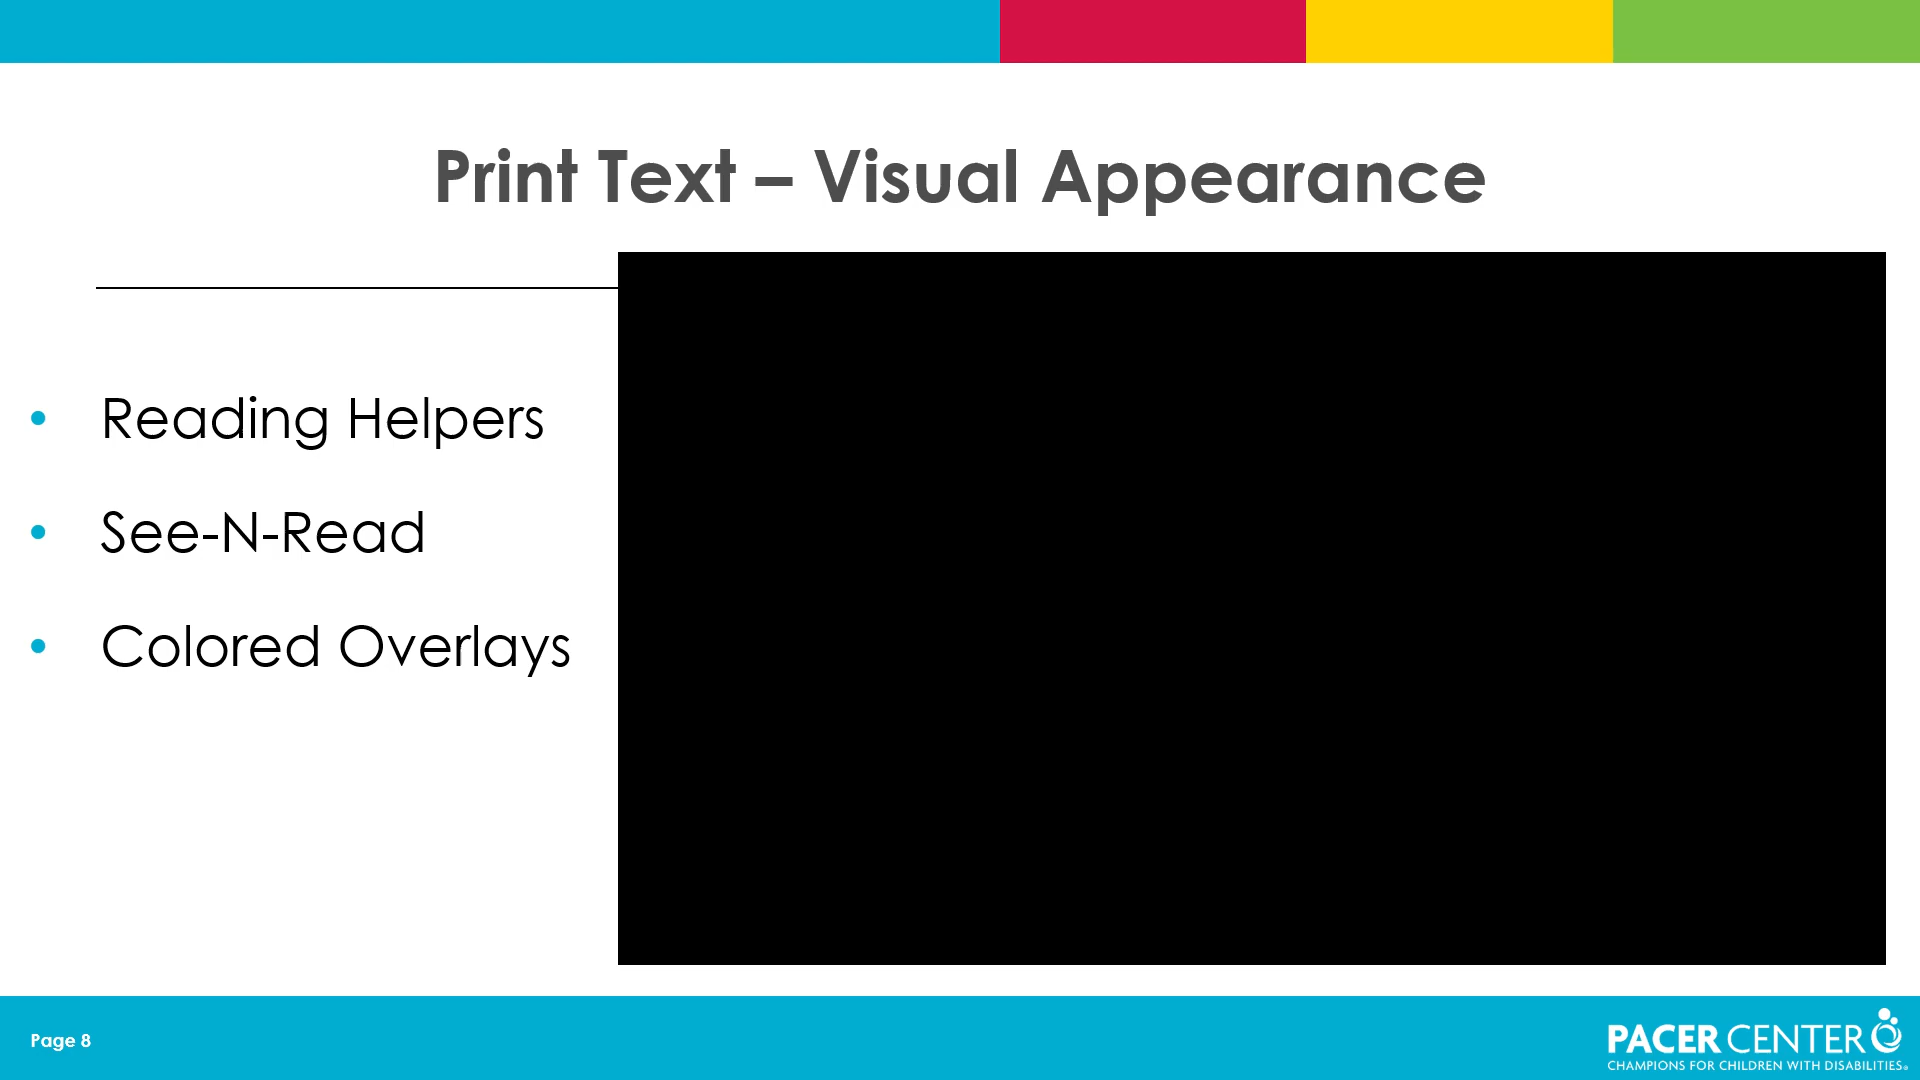 Print Text – Visual Appearance
• Reading Helpers
• See-N-Read
• Colored Overlays
Page 8
PACER CENTER
CHAMPIONS FOR CHILDREN WITH DISABILITIES®